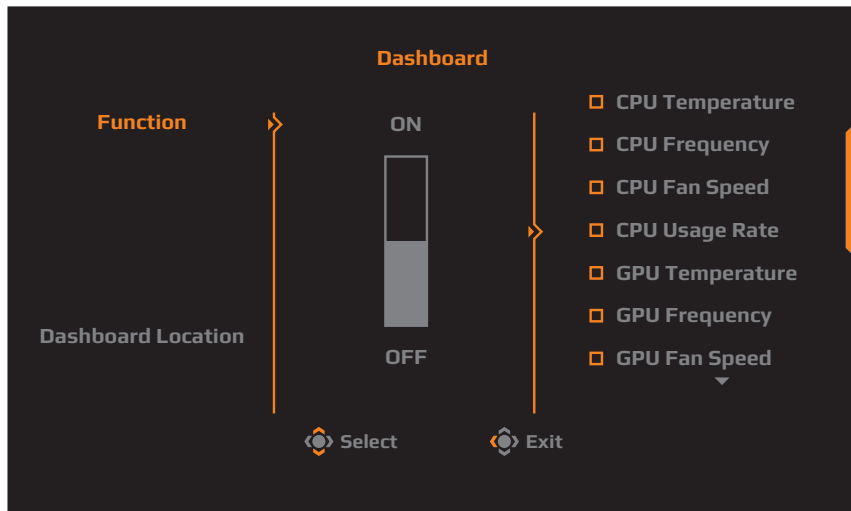 Dashboard
Function
Dashboard Location
ON
OFF
CPU Temperature
CPU Frequency
CPU Fan Speed
CPU Usage Rate
GPU Temperature
GPU Frequency
GPU Fan Speed
Select
Exit